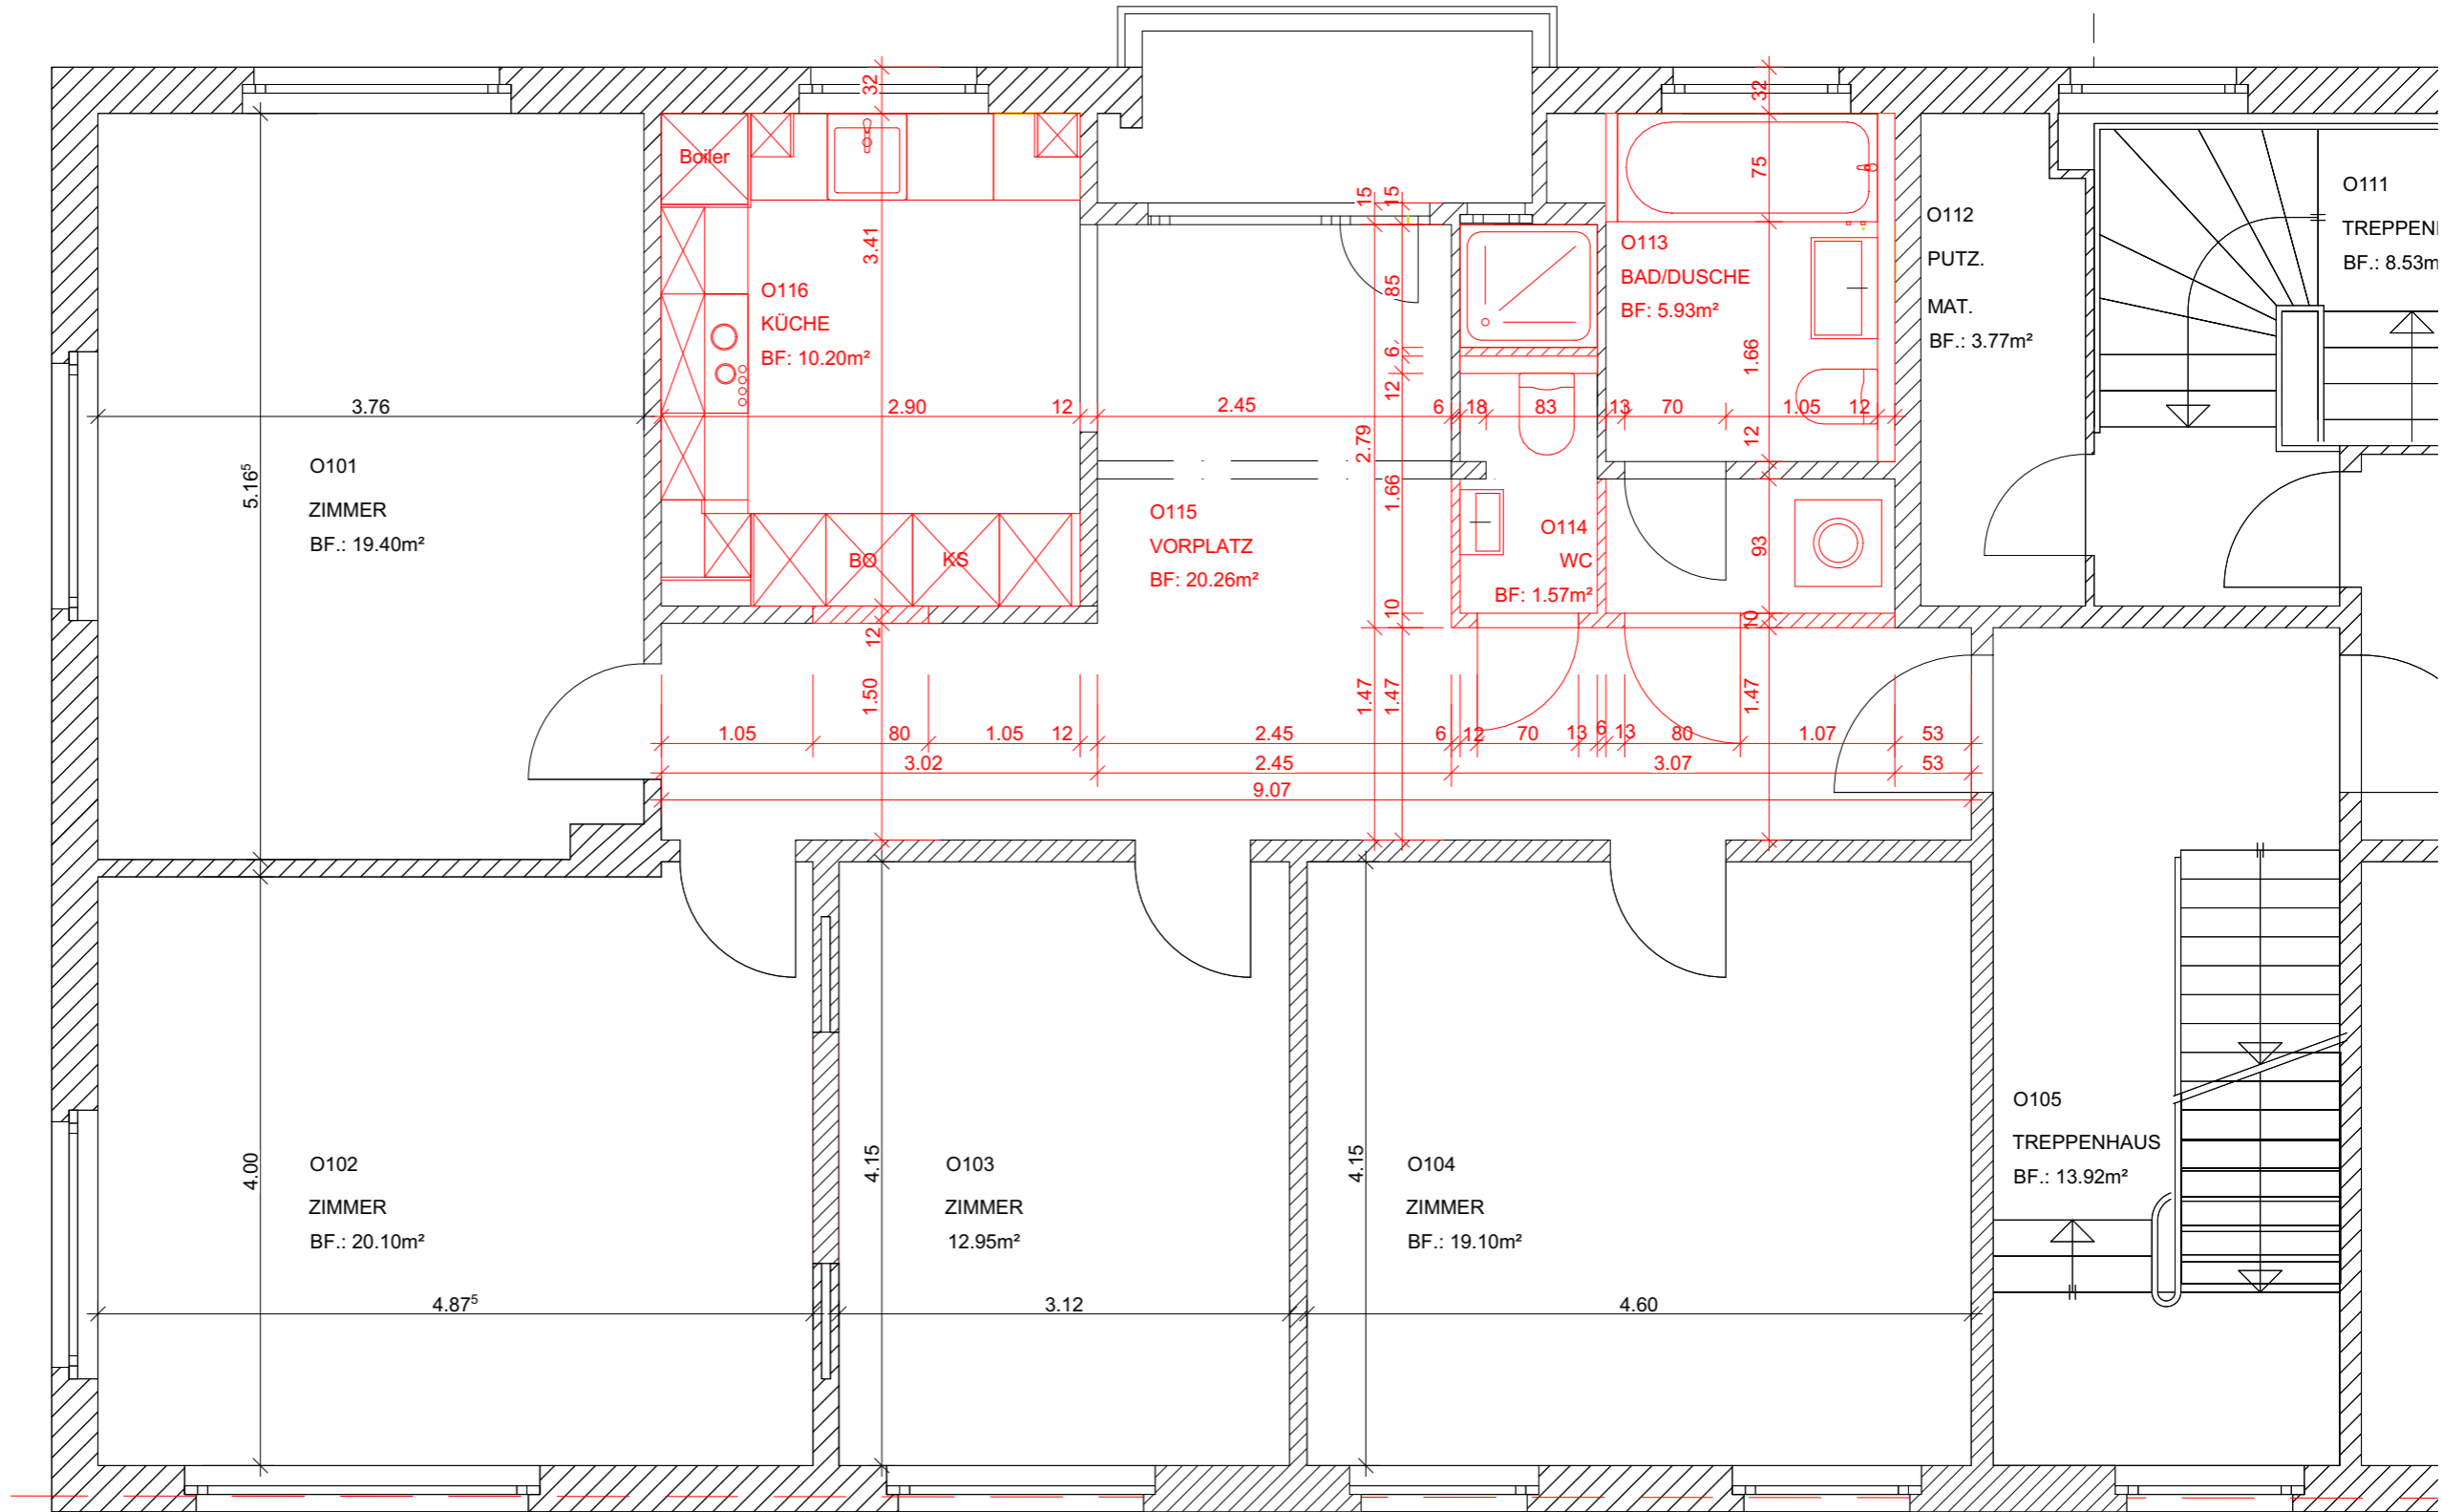 32
32
Boiler
75
15
15
3.41
O111
TREPPENH
BF.: 8.53m
O112
PUTZ.
MAT.
BF.: 3.77m²
O113
BAD/DUSCHE
BF: 5.93m²
O116
KÜCHE
BF: 10.20m²
85
6
12
1.66
3.76
2.90
12
2.45
6
18
83
13
70
1.05
12
2.79
12
1.66
5.16⁵
O101
ZIMMER
BF.: 19.40m²
O115
VORPLATZ
BF: 20.26m²
O114
WC
BF: 1.57m²
BO
KS
93
10
10
12
1.50
1.47
1.47
1.47
1.05
80
1.05
12
2.45
6
12
70
13
6
13
80
1.07
53
3.02
2.45
3.07
53
9.07
O105
TREPPENHAUS
BF.: 13.92m²
4.00
O102
ZIMMER
BF.: 20.10m²
4.15
O103
ZIMMER
12.95m²
4.15
O104
ZIMMER
BF.: 19.10m²
4.87⁵
3.12
4.60